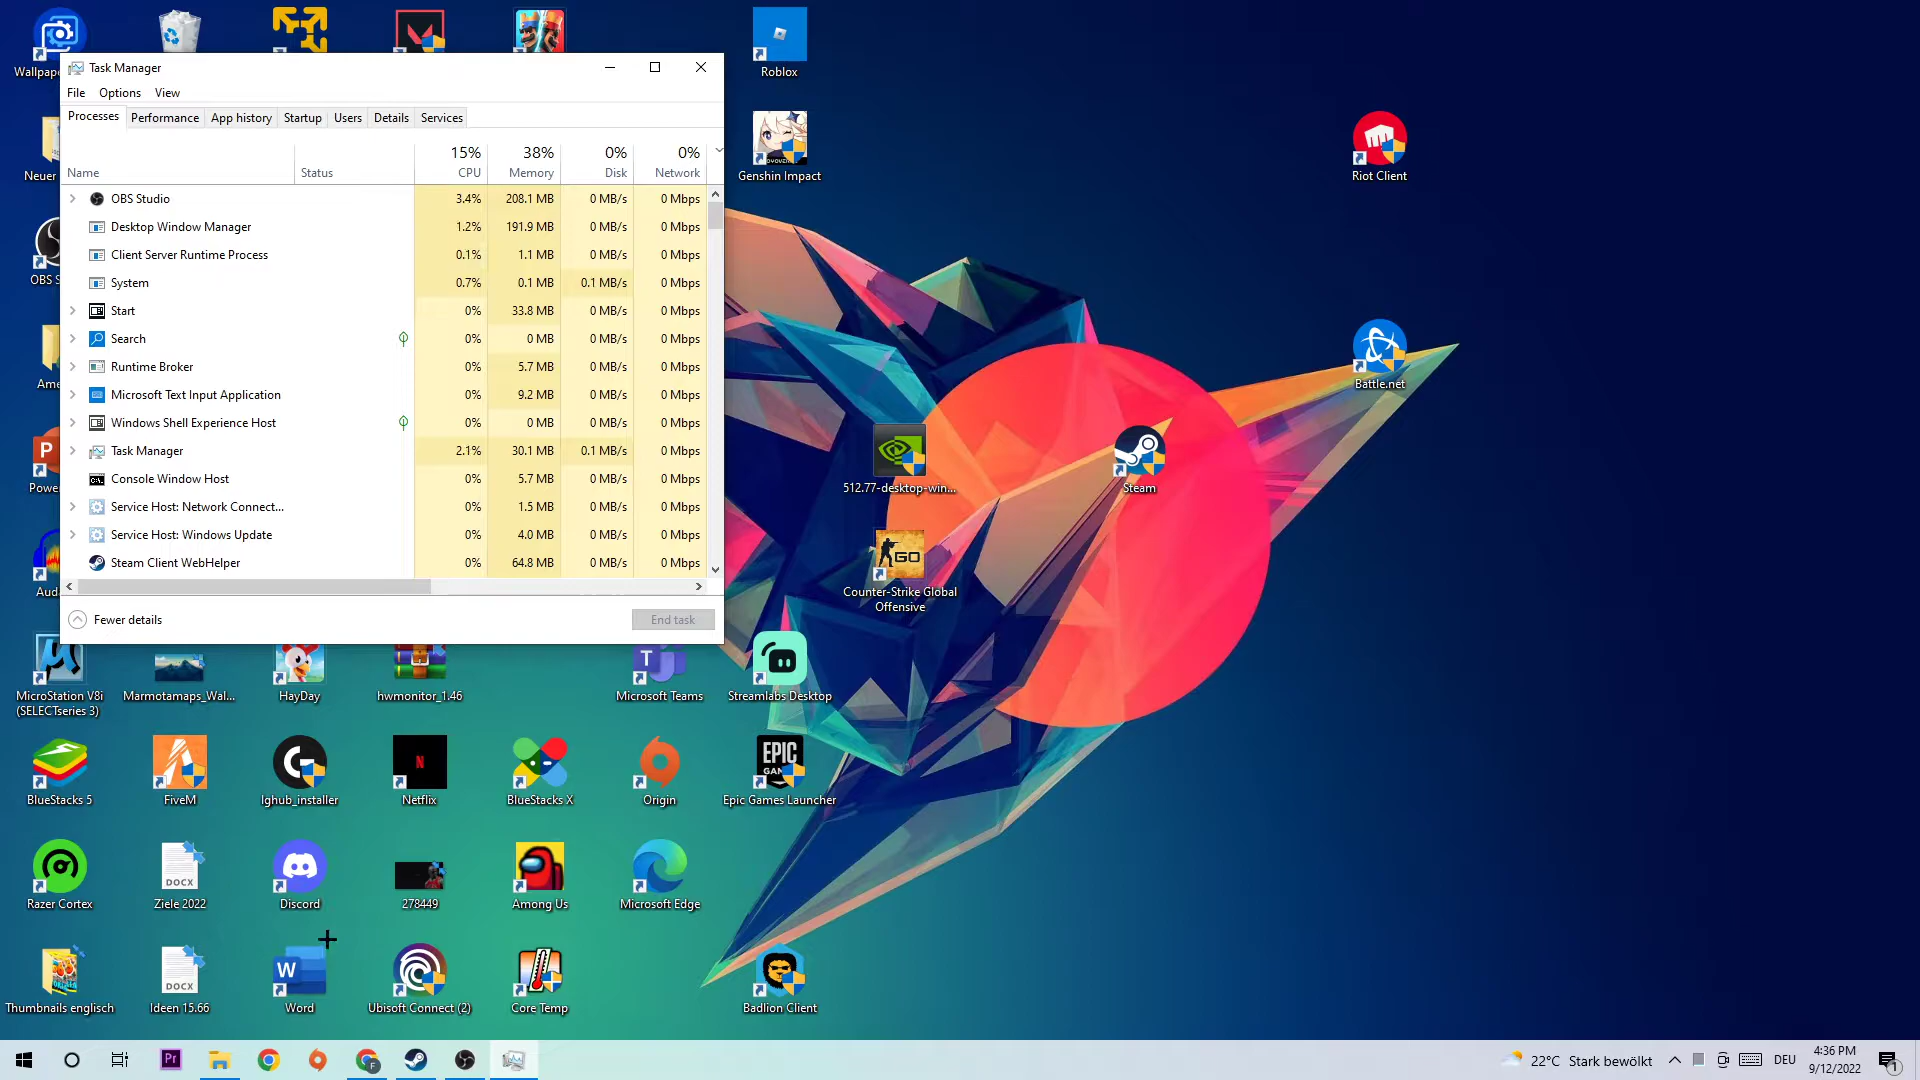 Wallpape
Roblox
Task Manager
File Options View
Processes Performance App history Startup Users Details Services
15% 38% 0% 0%
Name Status CPU Memory Disk Network
OBS Studio 3.4% 208.1 MB 0 MB/s 0 Mbps
Desktop Window Manager 1.2% 191.9 MB 0 MB/s 0 Mbps
Client Server Runtime Process 0.1% 1.1 MB 0 MB/s 0 Mbps
System 0.7% 0.1 MB 0.1 MB/s 0 Mbps
Start 0% 33.8 MB 0 MB/s 0 Mbps
Search 0% 0 MB 0 MB/s 0 Mbps
Runtime Broker 0% 5.7 MB 0 MB/s 0 Mbps
Microsoft Text Input Application 0% 9.2 MB 0 MB/s 0 Mbps
Windows Shell Experience Host 0% 0 MB 0 MB/s 0 Mbps
Task Manager 2.1% 30.1 MB 0.1 MB/s 0 Mbps
Console Window Host 0% 5.7 MB 0 MB/s 0 Mbps
Service Host: Network Connect... 0% 1.5 MB 0 MB/s 0 Mbps
Service Host: Windows Update 0% 4.0 MB 0 MB/s 0 Mbps
Steam Client WebHelper 0% 64.8 MB 0 MB/s 0 Mbps
Fewer details End task
Neuer
OBS S
Ame
Powe
Aud
Genshin Impact
Riot Client
Battle.net
512.77-desktop-win...
Steam
GO
Counter-Strike Global
Offensive
MicroStation V8i
(SELECTseries 3)
Marmotamaps_Wal...
HayDay
hwmonitor_1.46
Microsoft Teams
Streamlabs Desktop
EPIC
GAM
BlueStacks 5
FiveM
lghub_installer
Netflix
BlueStacks X
Origin
Epic Games Launcher
DOCX
Razer Cortex
Ziele 2022
Discord
278449
Among Us
Microsoft Edge
DOCX
Thumbnails englisch
Ideen 15.66
Word
Ubisoft Connect (2)
Core Temp
Badlion Client
Pr
22°C Stark bewölkt
DEU
4:36 PM
9/12/2022
1